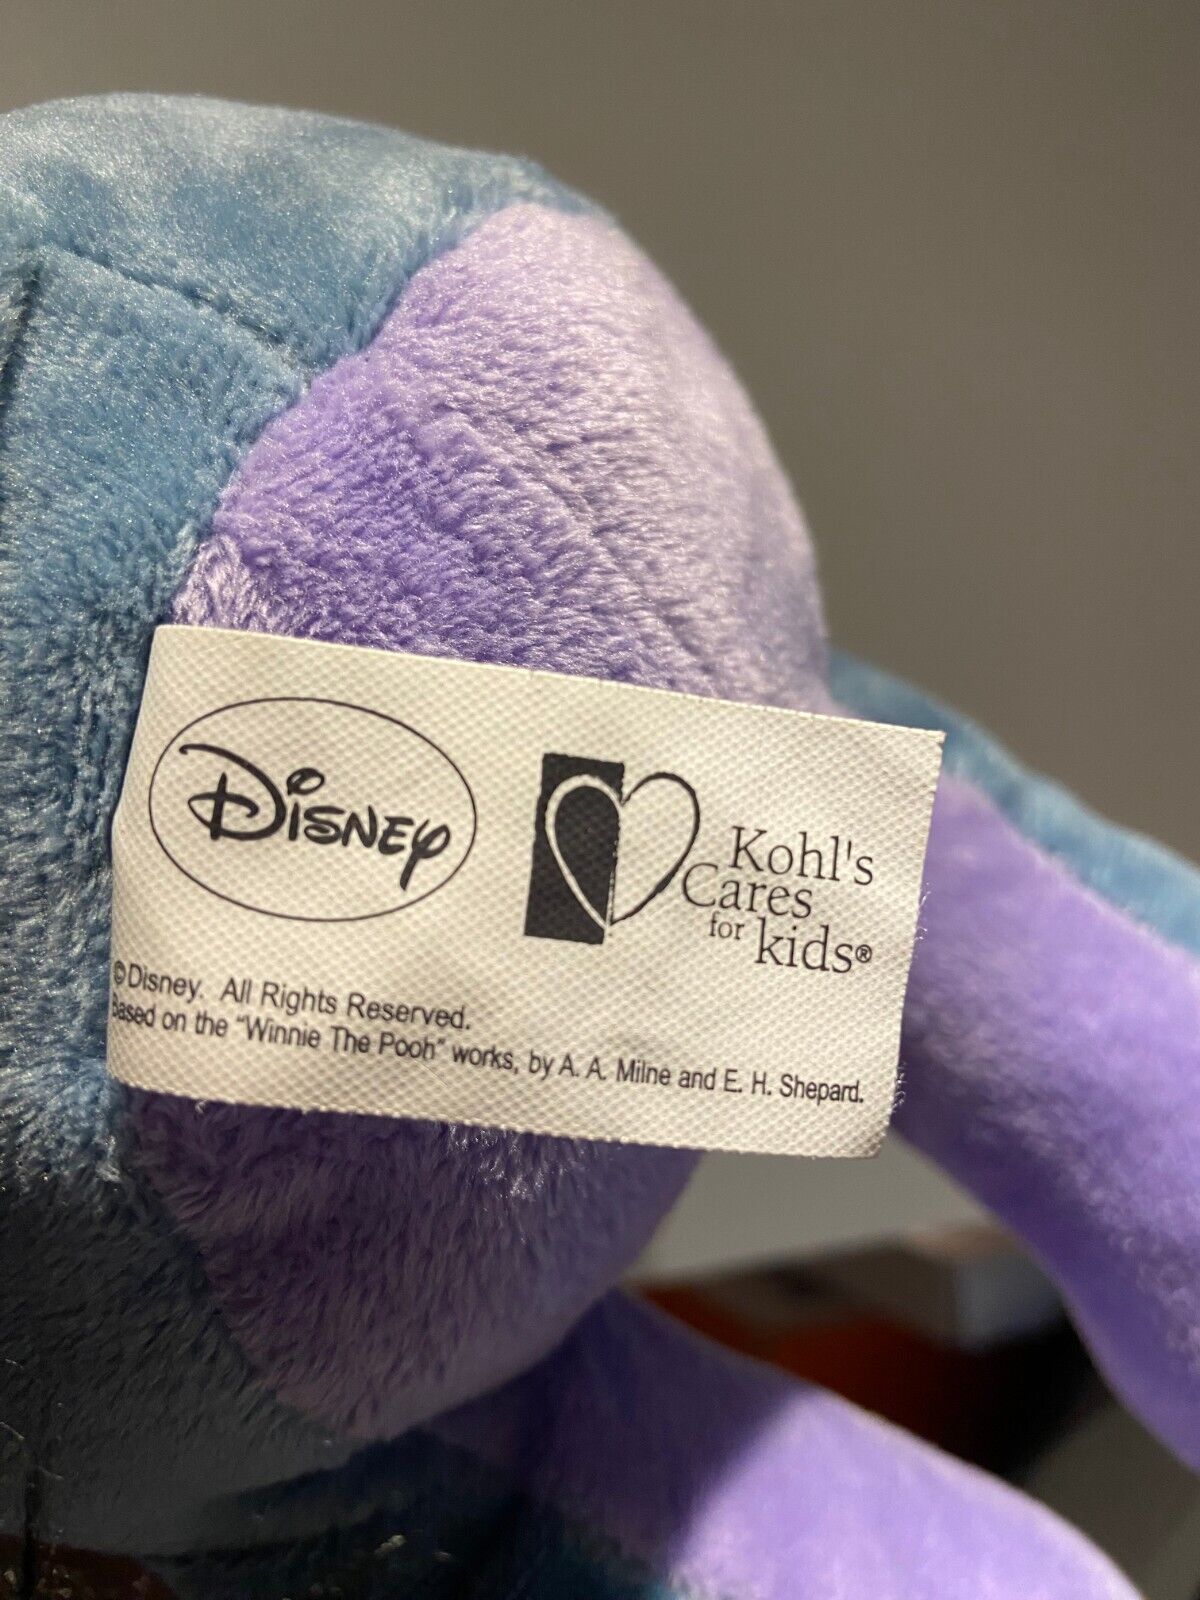 Disney
Kohl's
Cares
for kids®
©Disney. All Rights Reserved.
Based on the "Winnie The Pooh" works, by A. A. Milne and E. H. Shepard.